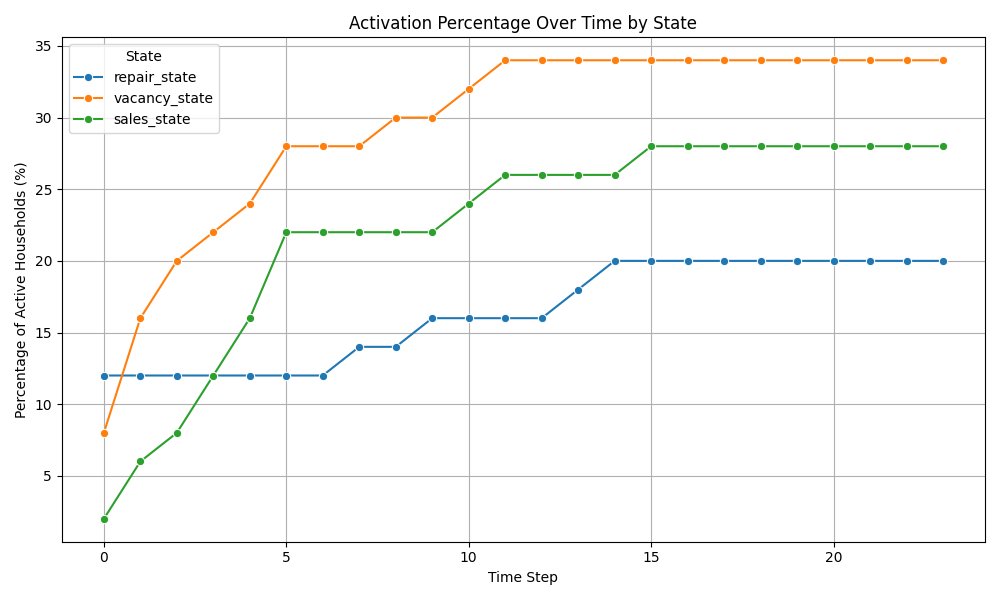 Activation Percentage Over Time by State
State
repair_state
vacancy_state
sales_state
Percentage of Active Households (%)
35
30
25
20
15
10
5
0 5 10 15 20
Time Step